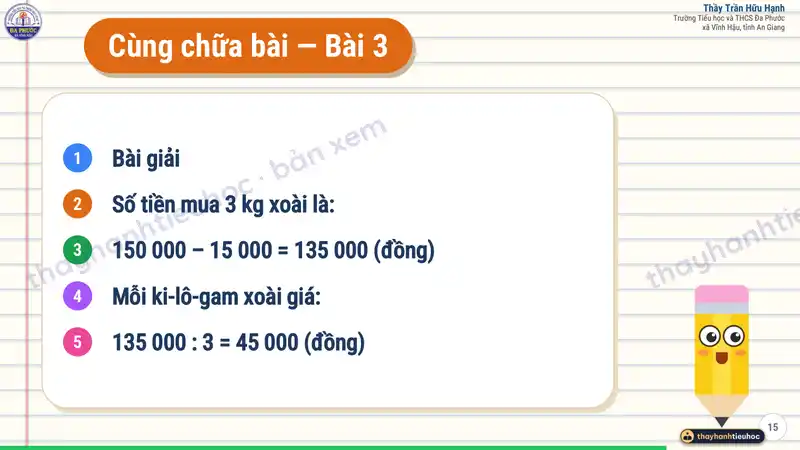 Thầy Trần Hữu Hạnh
Trường Tiểu học và THCS Đa Phước
xã Vĩnh Hậu, tỉnh An Giang
ĐA PHƯỚC
Cùng chữa bài – Bài 3
1 Bài giải
2 Số tiền mua 3 kg xoài là:
3 150 000 – 15 000 = 135 000 (đồng)
4 Mỗi ki-lô-gam xoài giá:
5 135 000 : 3 = 45 000 (đồng)
thayhanhtieuhoc · bản xem
thayhanhtieuhoc
15
thayhanhtieuhoc